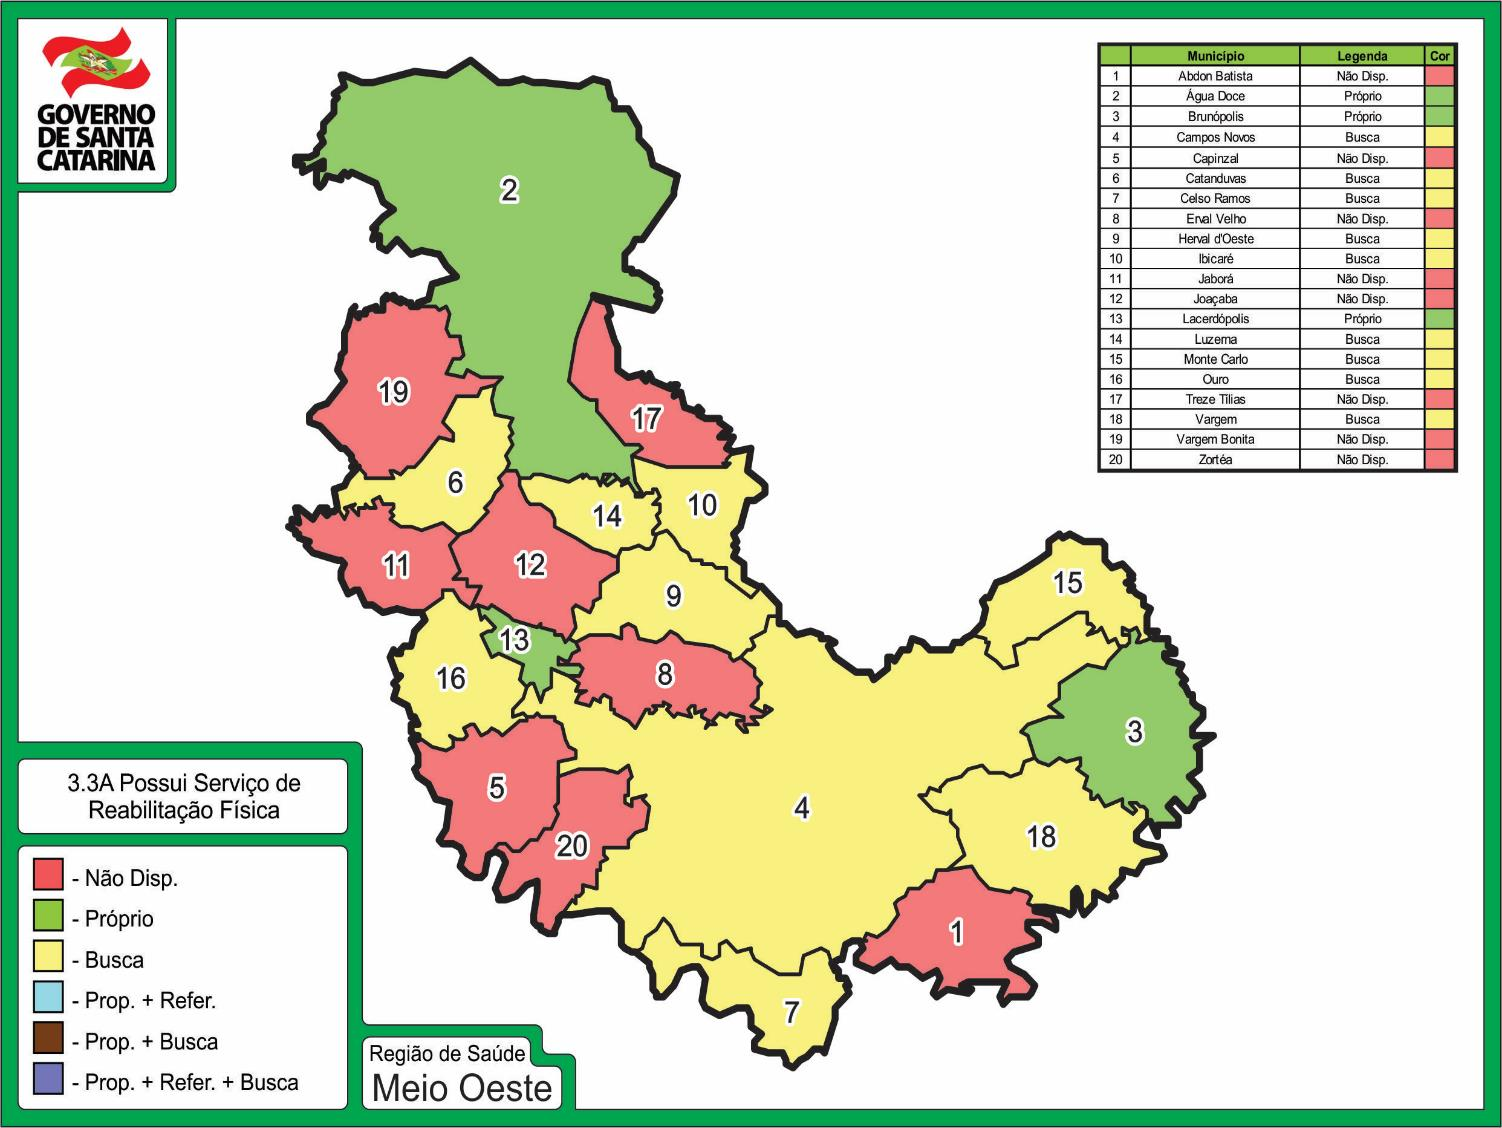 GOVERNO
DE SANTA
CATARINA
Município Legenda Cor
1 Abdon Batista Não Disp.
2 Água Doce Próprio
3 Brunópolis Próprio
4 Campos Novos Busca
5 Capinzal Não Disp.
6 Catanduvas Busca
7 Celso Ramos Busca
8 Erval Velho Não Disp.
9 Herval d'Oeste Busca
10 Ibicaré Busca
11 Jaborá Não Disp.
12 Joaçaba Não Disp.
13 Lacerdópolis Próprio
14 Luzerna Busca
15 Monte Carlo Busca
16 Ouro Busca
17 Treze Tílias Não Disp.
18 Vargem Busca
19 Vargem Bonita Não Disp.
20 Zortéa Não Disp.
2
19
17
6
10
14
11
12
15
9
13
8
16
3
5
4
18
20
1
7
3.3A Possui Serviço de
Reabilitação Física
- Não Disp.
- Próprio
- Busca
- Prop. + Refer.
- Prop. + Busca
- Prop. + Refer. + Busca
Região de Saúde
Meio Oeste